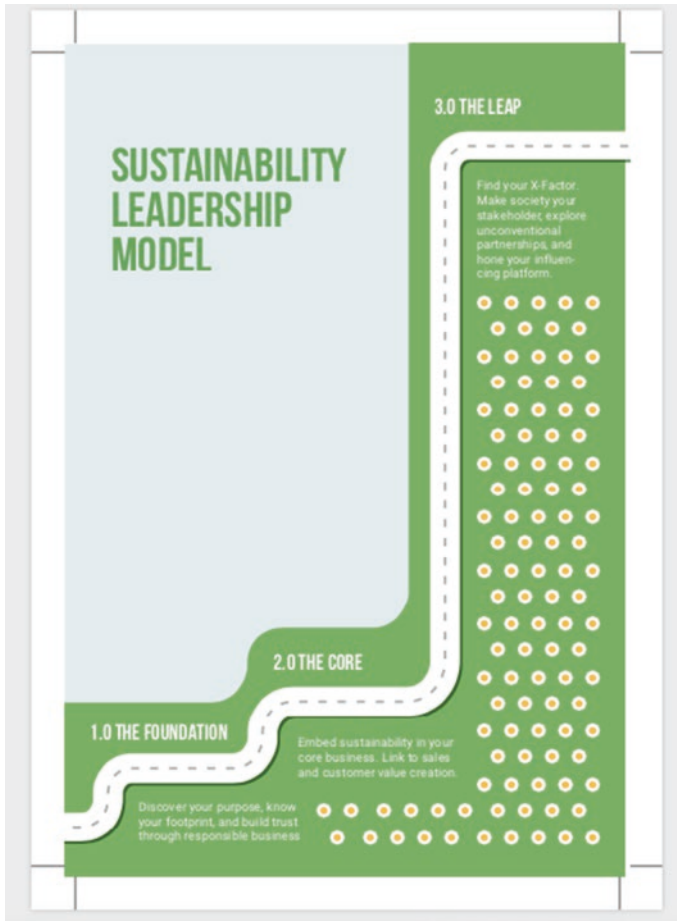 SUSTAINABILITY
LEADERSHIP
MODEL
3.0 THE LEAP
Find your X-Factor.
Make society your
stakeholder, explore
unconventional
partnerships, and
hone your influen-
cing platform.
2.0 THE CORE
Embed sustainability in your
core business. Link to sales
and customer value creation.
1.0 THE FOUNDATION
Discover your purpose, know
your footprint, and build trust
through responsible business